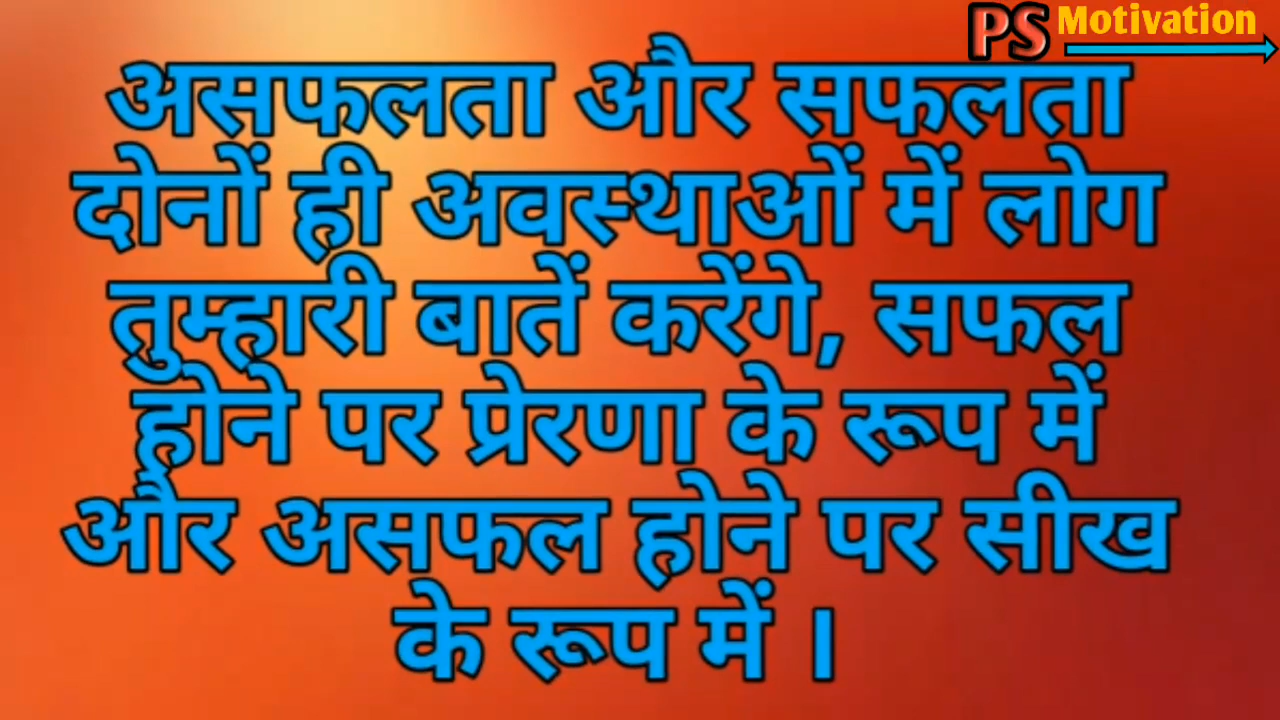 PS Motivation
असफलता और सफलता
दोनों ही अवस्थाओं में लोग
तुम्हारी बातें करेंगे, सफल
होने पर प्रेरणा के रूप में
और असफल होने पर सीख
के रूप में ।